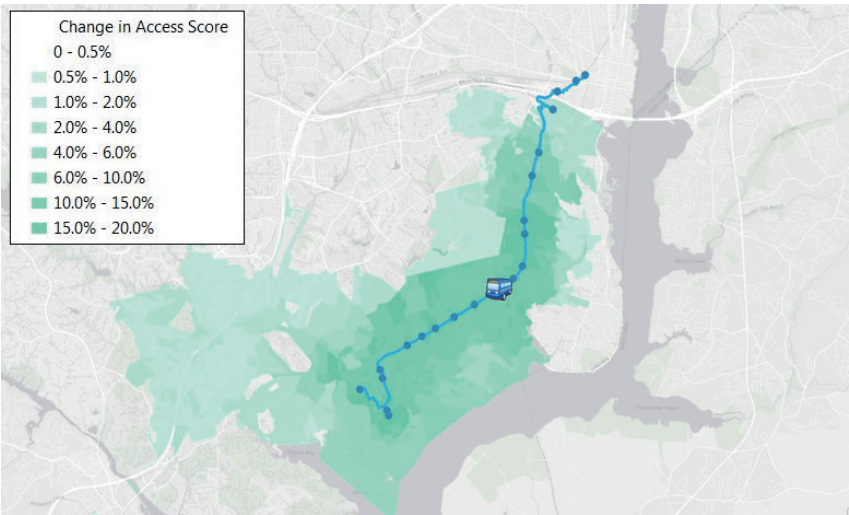 Change in Access Score
0 - 0.5%
0.5% - 1.0%
1.0% - 2.0%
2.0% - 4.0%
4.0% - 6.0%
6.0% - 10.0%
10.0% - 15.0%
15.0% - 20.0%